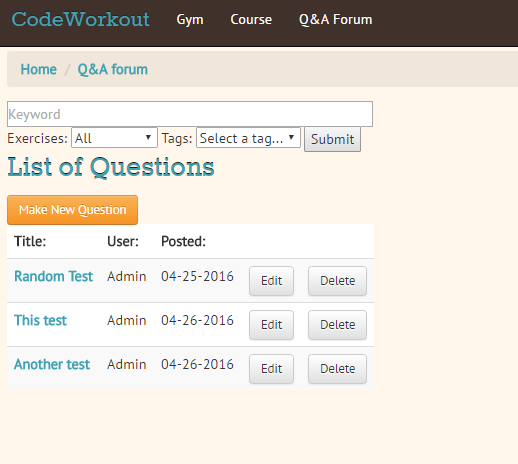 CodeWorkout Gym Course Q&A Forum
Home / Q&A forum
Keyword
Exercises: All Tags: Select a tag... Submit
List of Questions
Make New Question
Title: User: Posted:
Random Test Admin 04-25-2016 Edit Delete
This test Admin 04-26-2016 Edit Delete
Another test Admin 04-26-2016 Edit Delete